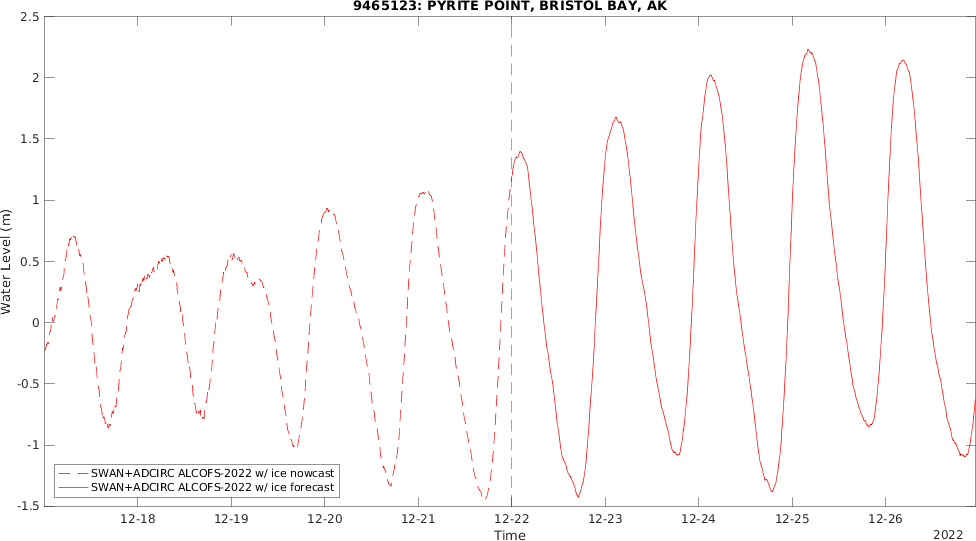 9465123: PYRITE POINT, BRISTOL BAY, AK
2.5
2
1.5
1
0.5
0
-0.5
-1
-1.5
Water Level (m)
SWAN+ADCIRC ALCOFS-2022 w/ ice nowcast
SWAN+ADCIRC ALCOFS-2022 w/ ice forecast
12-18 12-19 12-20 12-21 12-22 12-23 12-24 12-25 12-26
Time
2022